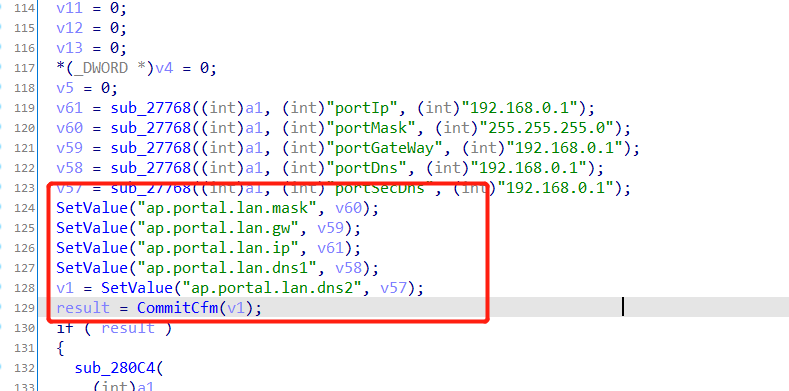 114 v11 = 0;
115 v12 = 0;
116 v13 = 0;
117 *(_DWORD *)v4 = 0;
118 v5 = 0;
119 v61 = sub_27768((int)a1, (int)"portIp", (int)"192.168.0.1");
120 v60 = sub_27768((int)a1, (int)"portMask", (int)"255.255.255.0");
121 v59 = sub_27768((int)a1, (int)"portGateWay", (int)"192.168.0.1");
122 v58 = sub_27768((int)a1, (int)"portDns", (int)"192.168.0.1");
123 v57 = sub_27768((int)a1, (int)"portSecDns", (int)"192.168.0.1");
124 SetValue("ap.portal.lan.mask", v60);
125 SetValue("ap.portal.lan.gw", v59);
126 SetValue("ap.portal.lan.ip", v61);
127 SetValue("ap.portal.lan.dns1", v58);
128 v1 = SetValue("ap.portal.lan.dns2", v57);
129 result = CommitCfm(v1);
130 if ( result )
131 {
132 sub_280C4(
133 (int)a1